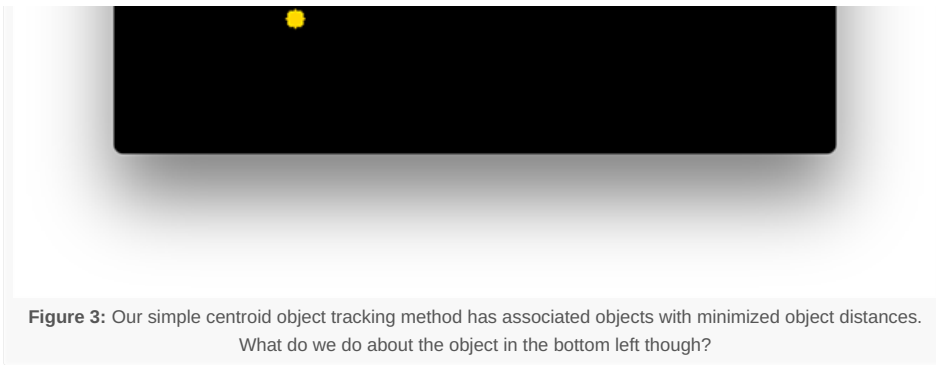 Figure 3: Our simple centroid object tracking method has associated objects with minimized object distances.
What do we do about the object in the bottom left though?